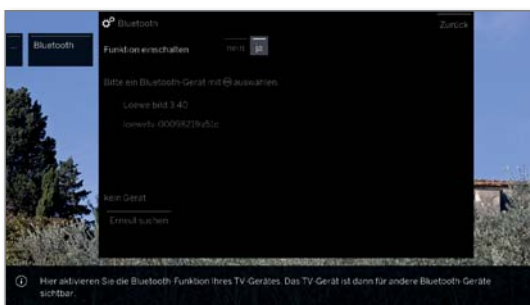 Bluetooth
Zurück
...
Bluetooth
Funktion einschalten
nein
ja
Bitte ein Bluetooth-Gerät mit auswählen.
Loewe bild 3.40
kein Gerät
Erneut suchen
Hier aktivieren Sie die Bluetooth-Funktion Ihres TV-Gerätes. Das TV-Gerät ist dann für andere Bluetooth-Geräte
sichtbar.